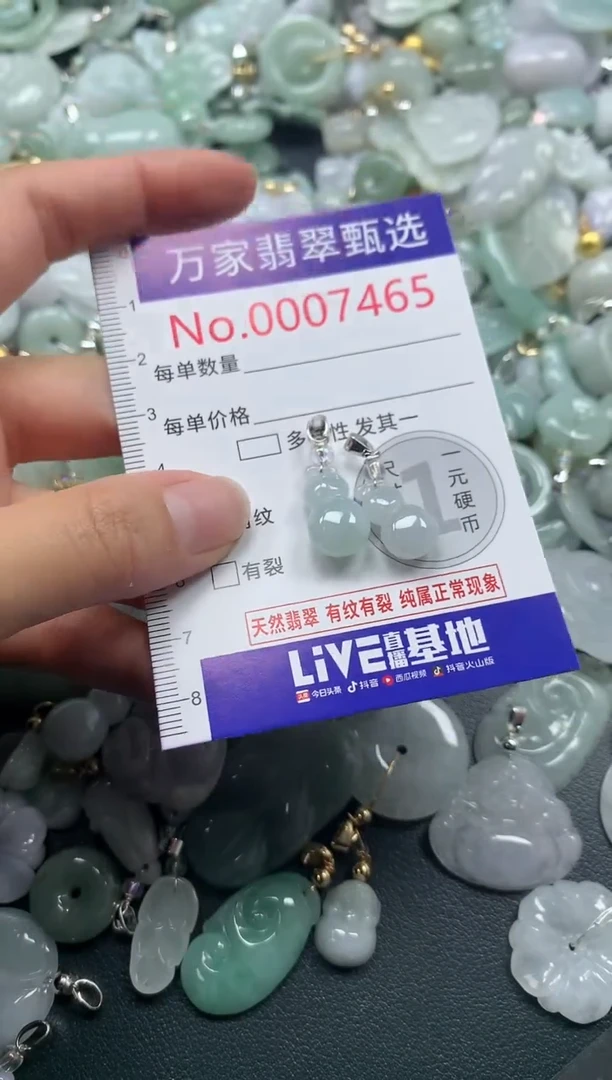 万家翡翠甄选
No.0007465
每单数量
每单价格
多 性 发其一
尺
一元硬币
1
纹
有裂
天然翡翠 有纹有裂 纯属正常现象
LiVE直播基地
今日头条 抖音 西瓜视频 抖音火山版
1
2
3
7
8